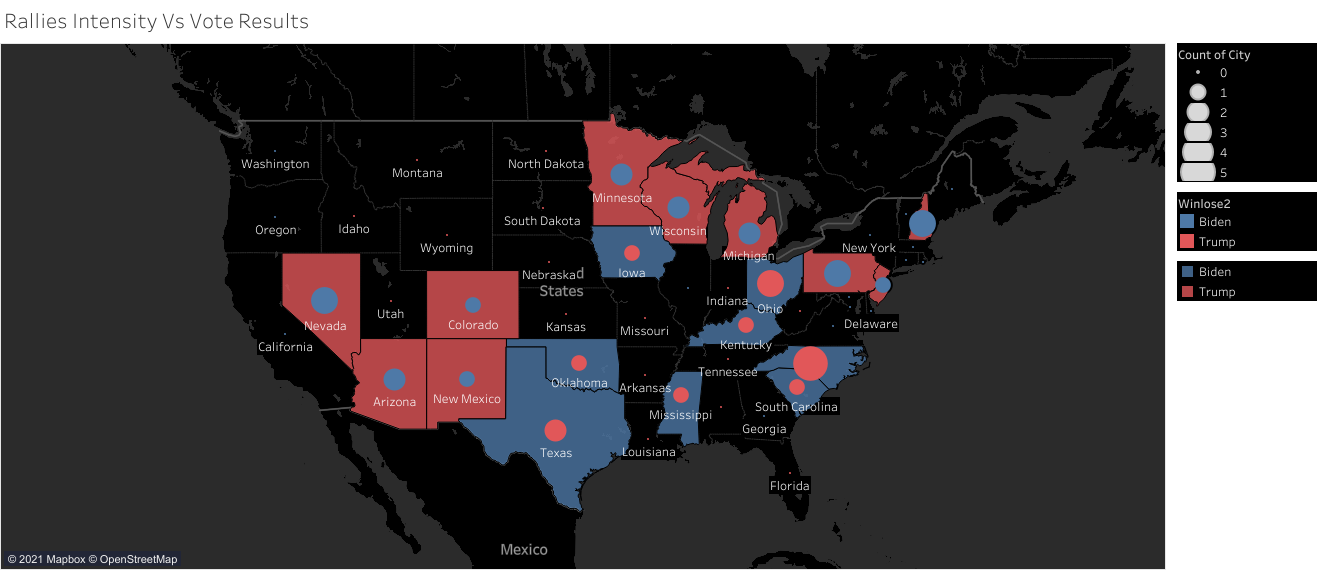 Rallies Intensity Vs Vote Results
Count of City
0
1
2
3
4
5
Winlose2
Biden
Trump
Biden
Trump
Washington
Montana
North Dakota
Minnesota
Oregon
Idaho
South Dakota
Wisconsin
Wyoming
New York
Michigan
Nebraska
d
States
Iowa
Indiana
Ohio
Utah
Nevada
Colorado
Kansas
Missouri
Delaware
California
Kentucky
Tennessee
Oklahoma
Arkansas
Arizona
New Mexico
Mississippi
South Carolina
Georgia
Texas
Louisiana
Florida
Mexico
© 2021 Mapbox © OpenStreetMap